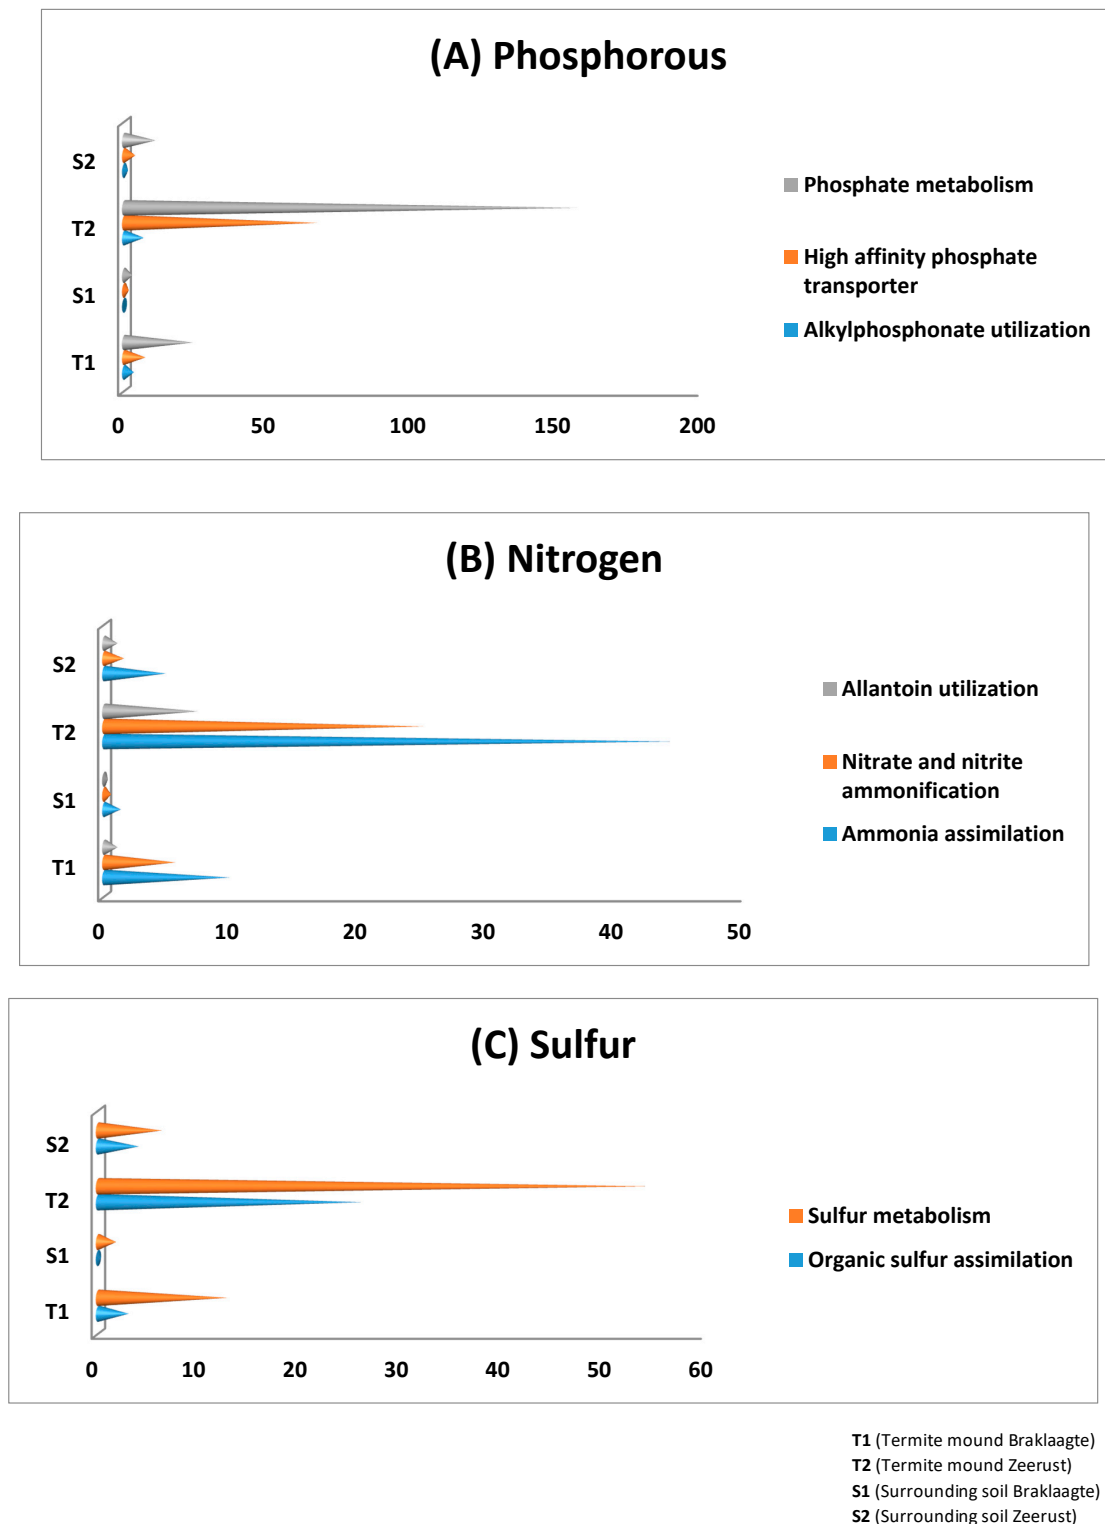 (A) Phosphorous
S2
T2
S1
T1
0 50 100 150 200
Phosphate metabolism
High affinity phosphate
transporter
Alkylphosphonate utilization
(B) Nitrogen
S2
T2
S1
T1
0 10 20 30 40 50
Allantoin utilization
Nitrate and nitrite
ammonification
Ammonia assimilation
(C) Sulfur
S2
T2
S1
T1
0 10 20 30 40 50 60
Sulfur metabolism
Organic sulfur assimilation
T1 (Termite mound Braklaagte)
T2 (Termite mound Zeerust)
S1 (Surrounding soil Braklaagte)
S2 (Surrounding soil Zeerust)